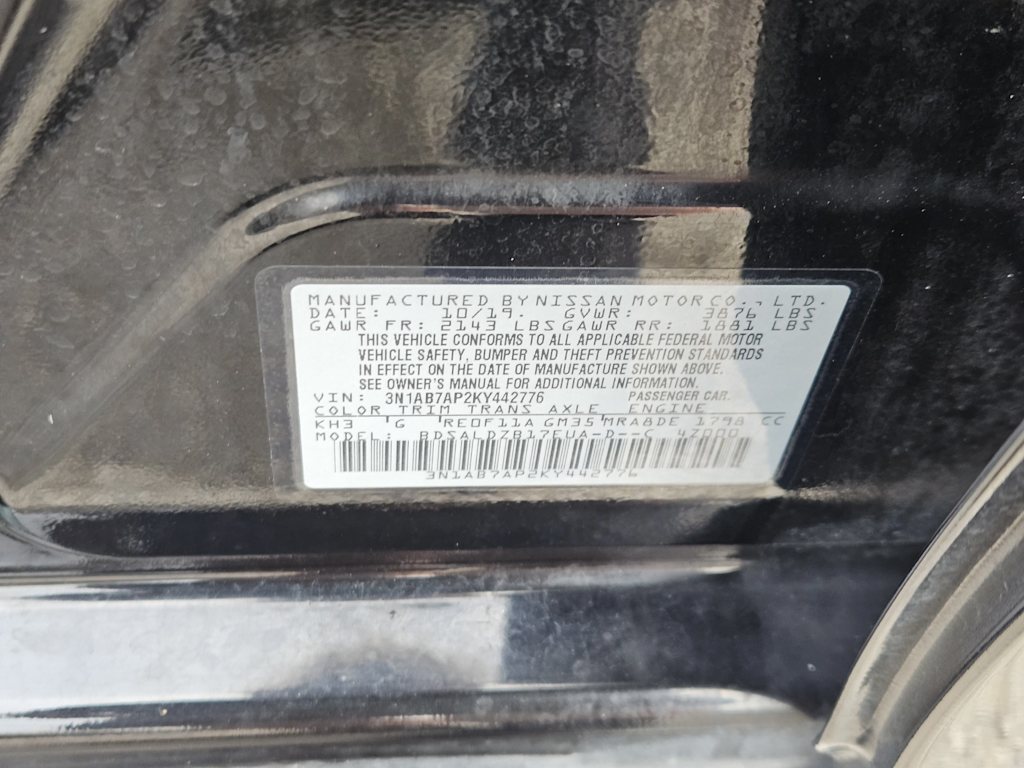 MANUFACTURED BY NISSAN MOTOR CO., LTD.
DATE: 10/19. GVWR: 3876 LBS
GAWR FR: 2143 LBS GAWR RR: 1881 LBS
THIS VEHICLE CONFORMS TO ALL APPLICABLE FEDERAL MOTOR
VEHICLE SAFETY, BUMPER AND THEFT PREVENTION STANDARDS
IN EFFECT ON THE DATE OF MANUFACTURE SHOWN ABOVE.
SEE OWNER'S MANUAL FOR ADDITIONAL INFORMATION.
VIN: 3N1AB7AP2KY442776 PASSENGER CAR.
COLOR TRIM TRANS AXLE ENGINE
KH3 G RE0F11A GM35 MRA8DE 1798 CC
MODEL: BDSALDZB17EUA-D--C 4Z000
3N1AB7AP2KY442776